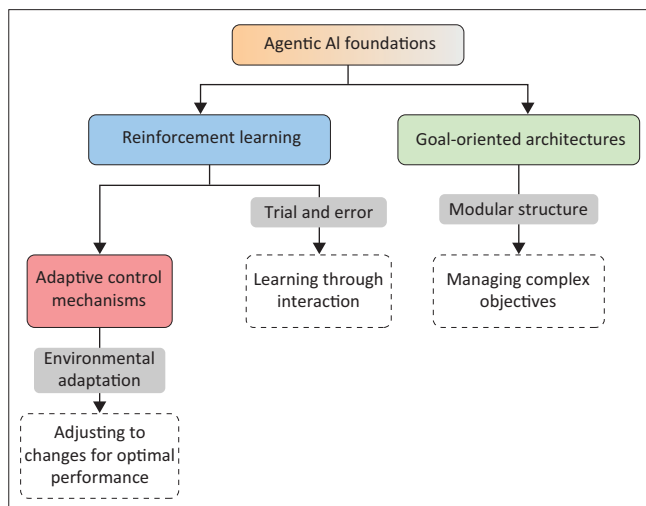 Agentic AI foundations
Reinforcement learning
Goal-oriented architectures
Trial and error
Modular structure
Adaptive control
mechanisms
Learning through
interaction
Managing complex
objectives
Environmental
adaptation
Adjusting to
changes for optimal
performance